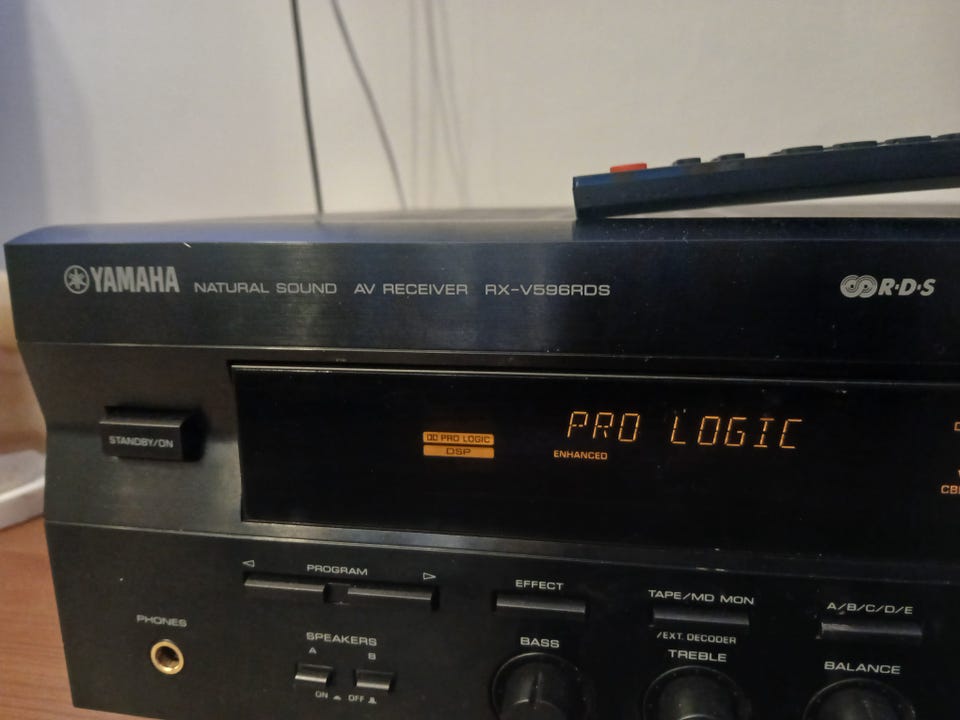 YAMAHA NATURAL SOUND AV RECEIVER RX-V596RDS R·D·S
STANDBY/ON
PRO LOGIC
DSP
PRO LOGIC
ENHANCED
PROGRAM
EFFECT
TAPE/MD MON
/EXT. DECODER
A/B/C/D/E
PHONES
SPEAKERS
A B
ON OFF
BASS
TREBLE
BALANCE